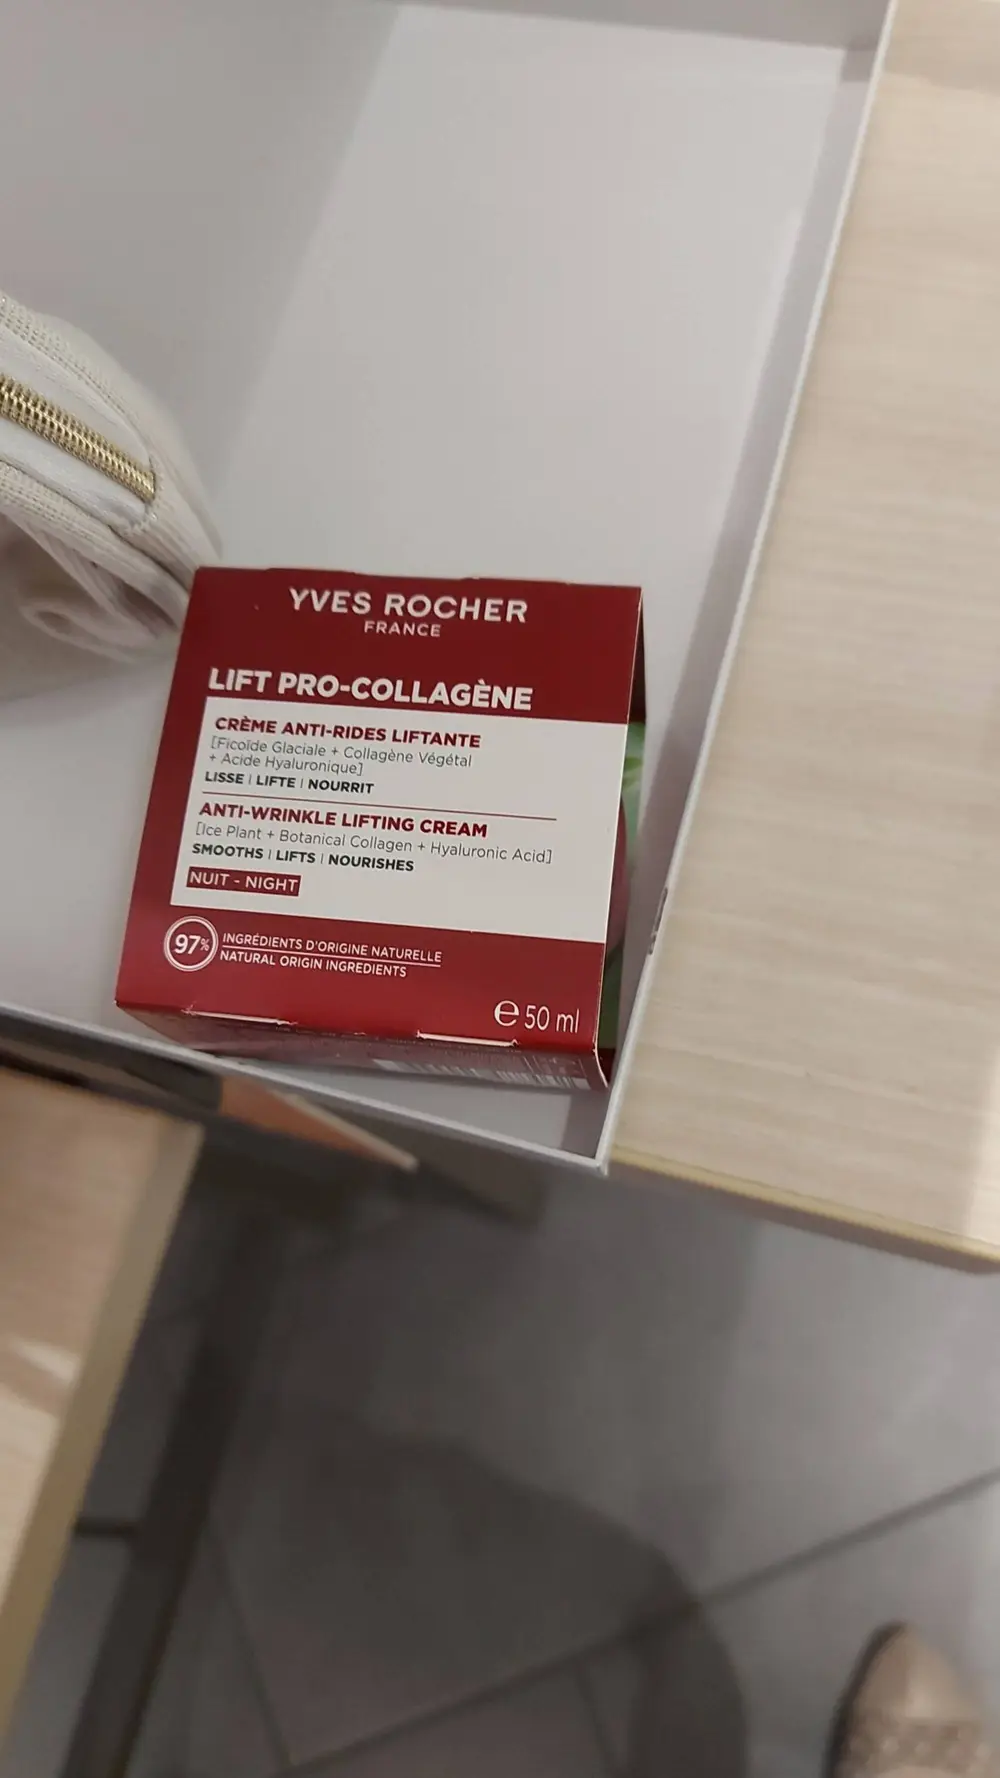 YVES ROCHER
FRANCE
LIFT PRO-COLLAGÈNE
CRÈME ANTI-RIDES LIFTANTE
[Ficoïde Glaciale + Collagène Végétal
+ Acide Hyaluronique]
LISSE | LIFTE | NOURRIT
ANTI-WRINKLE LIFTING CREAM
[Ice Plant + Botanical Collagen + Hyaluronic Acid]
SMOOTHS | LIFTS | NOURISHES
NUIT - NIGHT
97% INGRÉDIENTS D'ORIGINE NATURELLE
NATURAL ORIGIN INGREDIENTS
℮ 50 ml